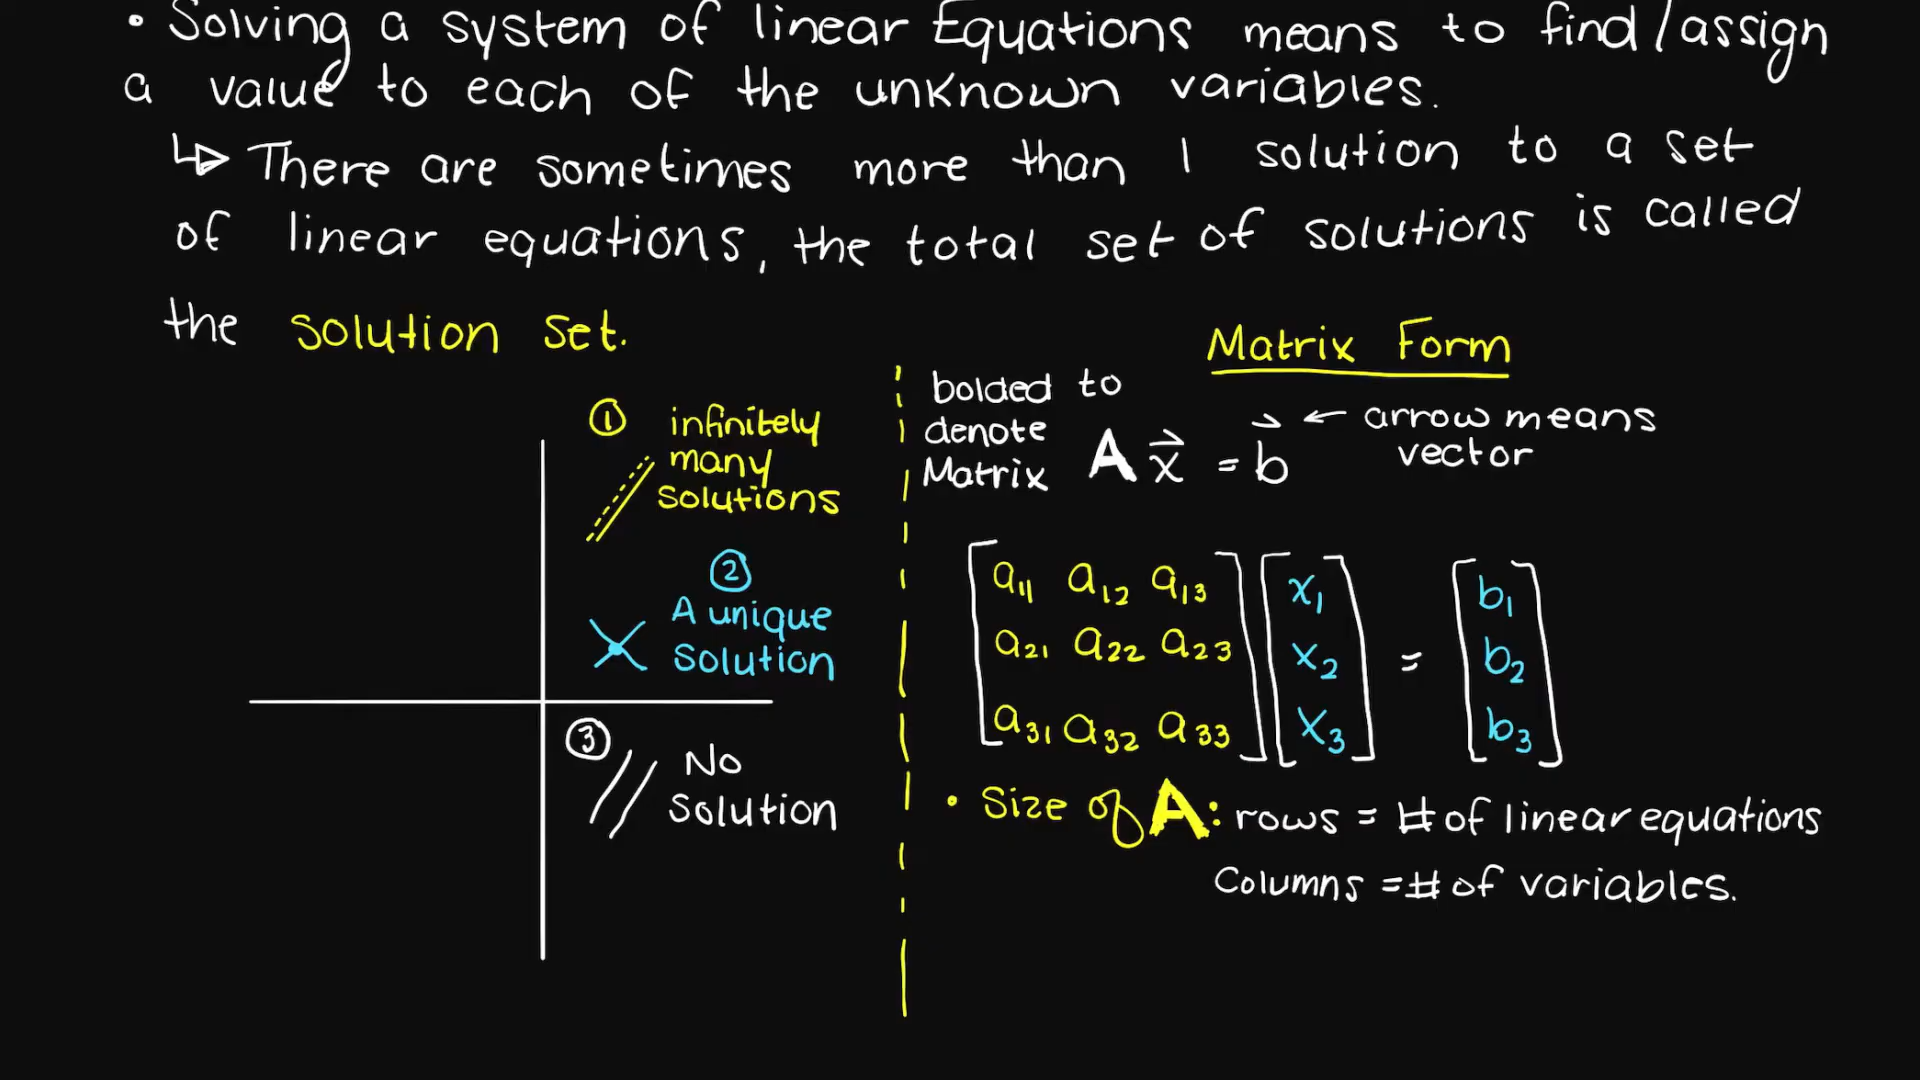 • Solving a system of linear Equations means to find/assign
a value to each of the unknown variables.
↳ There are sometimes more than 1 solution to a set
of linear equations, the total set of solutions is called
the solution set.
① infinitely
many
solutions
②
A unique
solution
③
No
solution
Matrix Form
bolded to
denote
Matrix
A x⃗ = b⃗ ← arrow means
vector
[a11 a12 a13] [x1] [b1]
[a21 a22 a23] [x2] = [b2]
[a31 a32 a33] [x3] [b3]
• Size of A: rows = # of linear equations
Columns = # of variables.